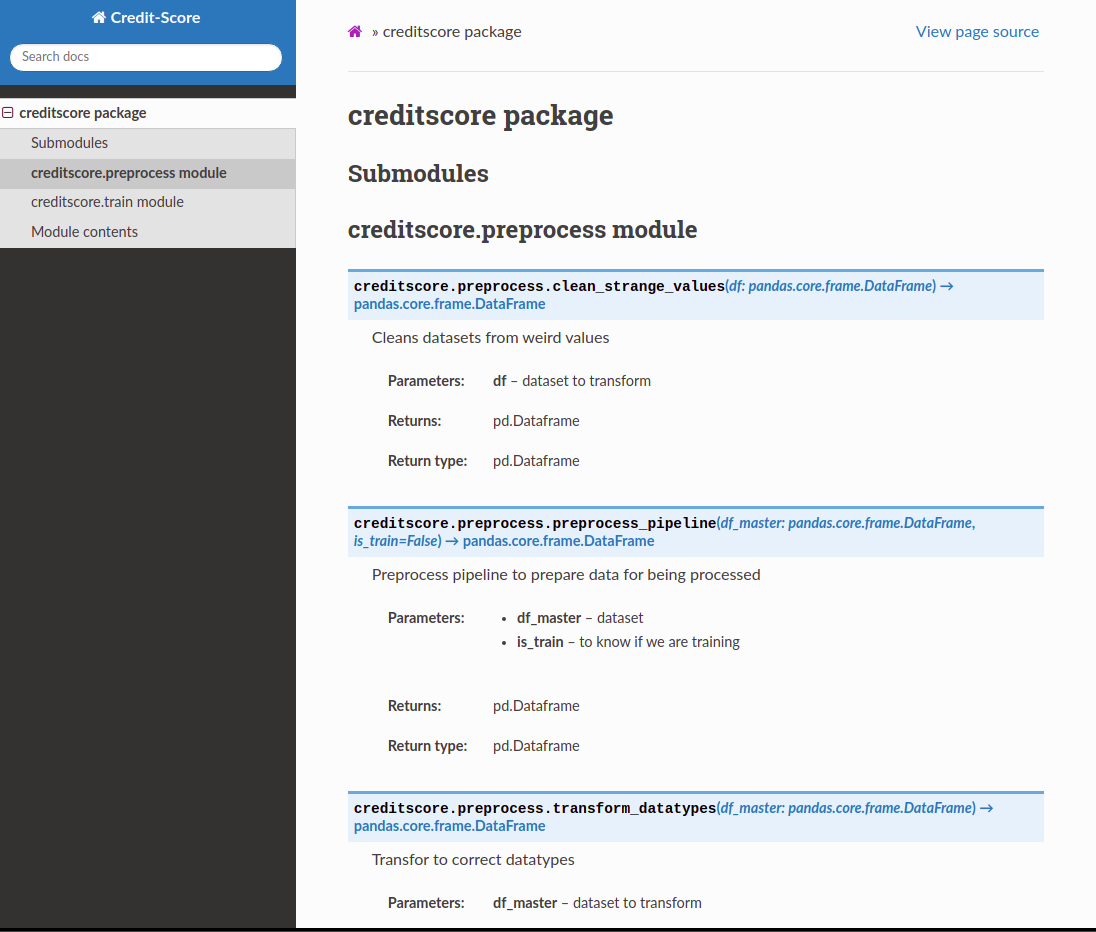 Credit-Score
Search docs
creditscore package
Submodules
creditscore.preprocess module
creditscore.train module
Module contents
» creditscore package
View page source
creditscore package
Submodules
creditscore.preprocess module
creditscore.preprocess.clean_strange_values(df: pandas.core.frame.DataFrame) →
pandas.core.frame.DataFrame
Cleans datasets from weird values
Parameters: df – dataset to transform
Returns: pd.Dataframe
Return type: pd.Dataframe
creditscore.preprocess.preprocess_pipeline(df_master: pandas.core.frame.DataFrame,
is_train=False) → pandas.core.frame.DataFrame
Preprocess pipeline to prepare data for being processed
Parameters: • df_master – dataset
• is_train – to know if we are training
Returns: pd.Dataframe
Return type: pd.Dataframe
creditscore.preprocess.transform_datatypes(df_master: pandas.core.frame.DataFrame) →
pandas.core.frame.DataFrame
Transfor to correct datatypes
Parameters: df_master – dataset to transform